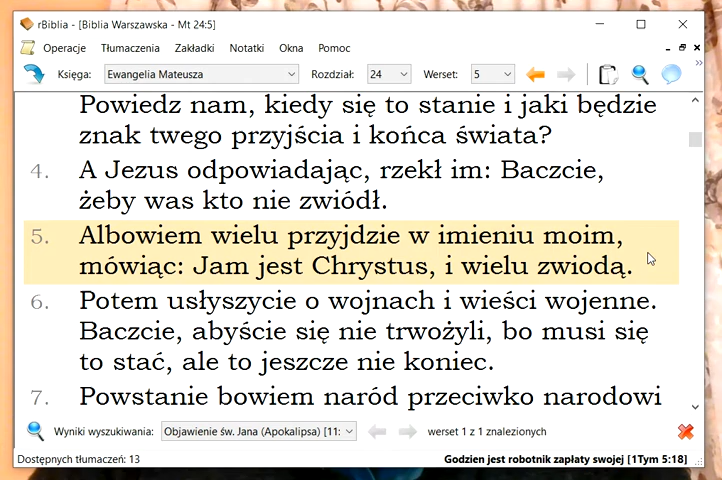 rBiblia - [Biblia Warszawska - Mt 24:5]
Operacje Tłumaczenia Zakładki Notatki Okna Pomoc
Księga: Ewangelia Mateusza Rozdział: 24 Werset: 5
Powiedz nam, kiedy się to stanie i jaki będzie
znak twego przyjścia i końca świata?
4. A Jezus odpowiadając, rzekł im: Baczcie,
żeby was kto nie zwiódł.
5. Albowiem wielu przyjdzie w imieniu moim,
mówiąc: Jam jest Chrystus, i wielu zwiodą.
6. Potem usłyszycie o wojnach i wieści wojenne.
Baczcie, abyście się nie trwożyli, bo musi się
to stać, ale to jeszcze nie koniec.
7. Powstanie bowiem naród przeciwko narodowi
Wyniki wyszukiwania: Objawienie św. Jana (Apokalipsa) [11: werset 1 z 1 znalezionych
Dostępnych tłumaczeń: 13 Godzien jest robotnik zapłaty swojej [1Tym 5:18]